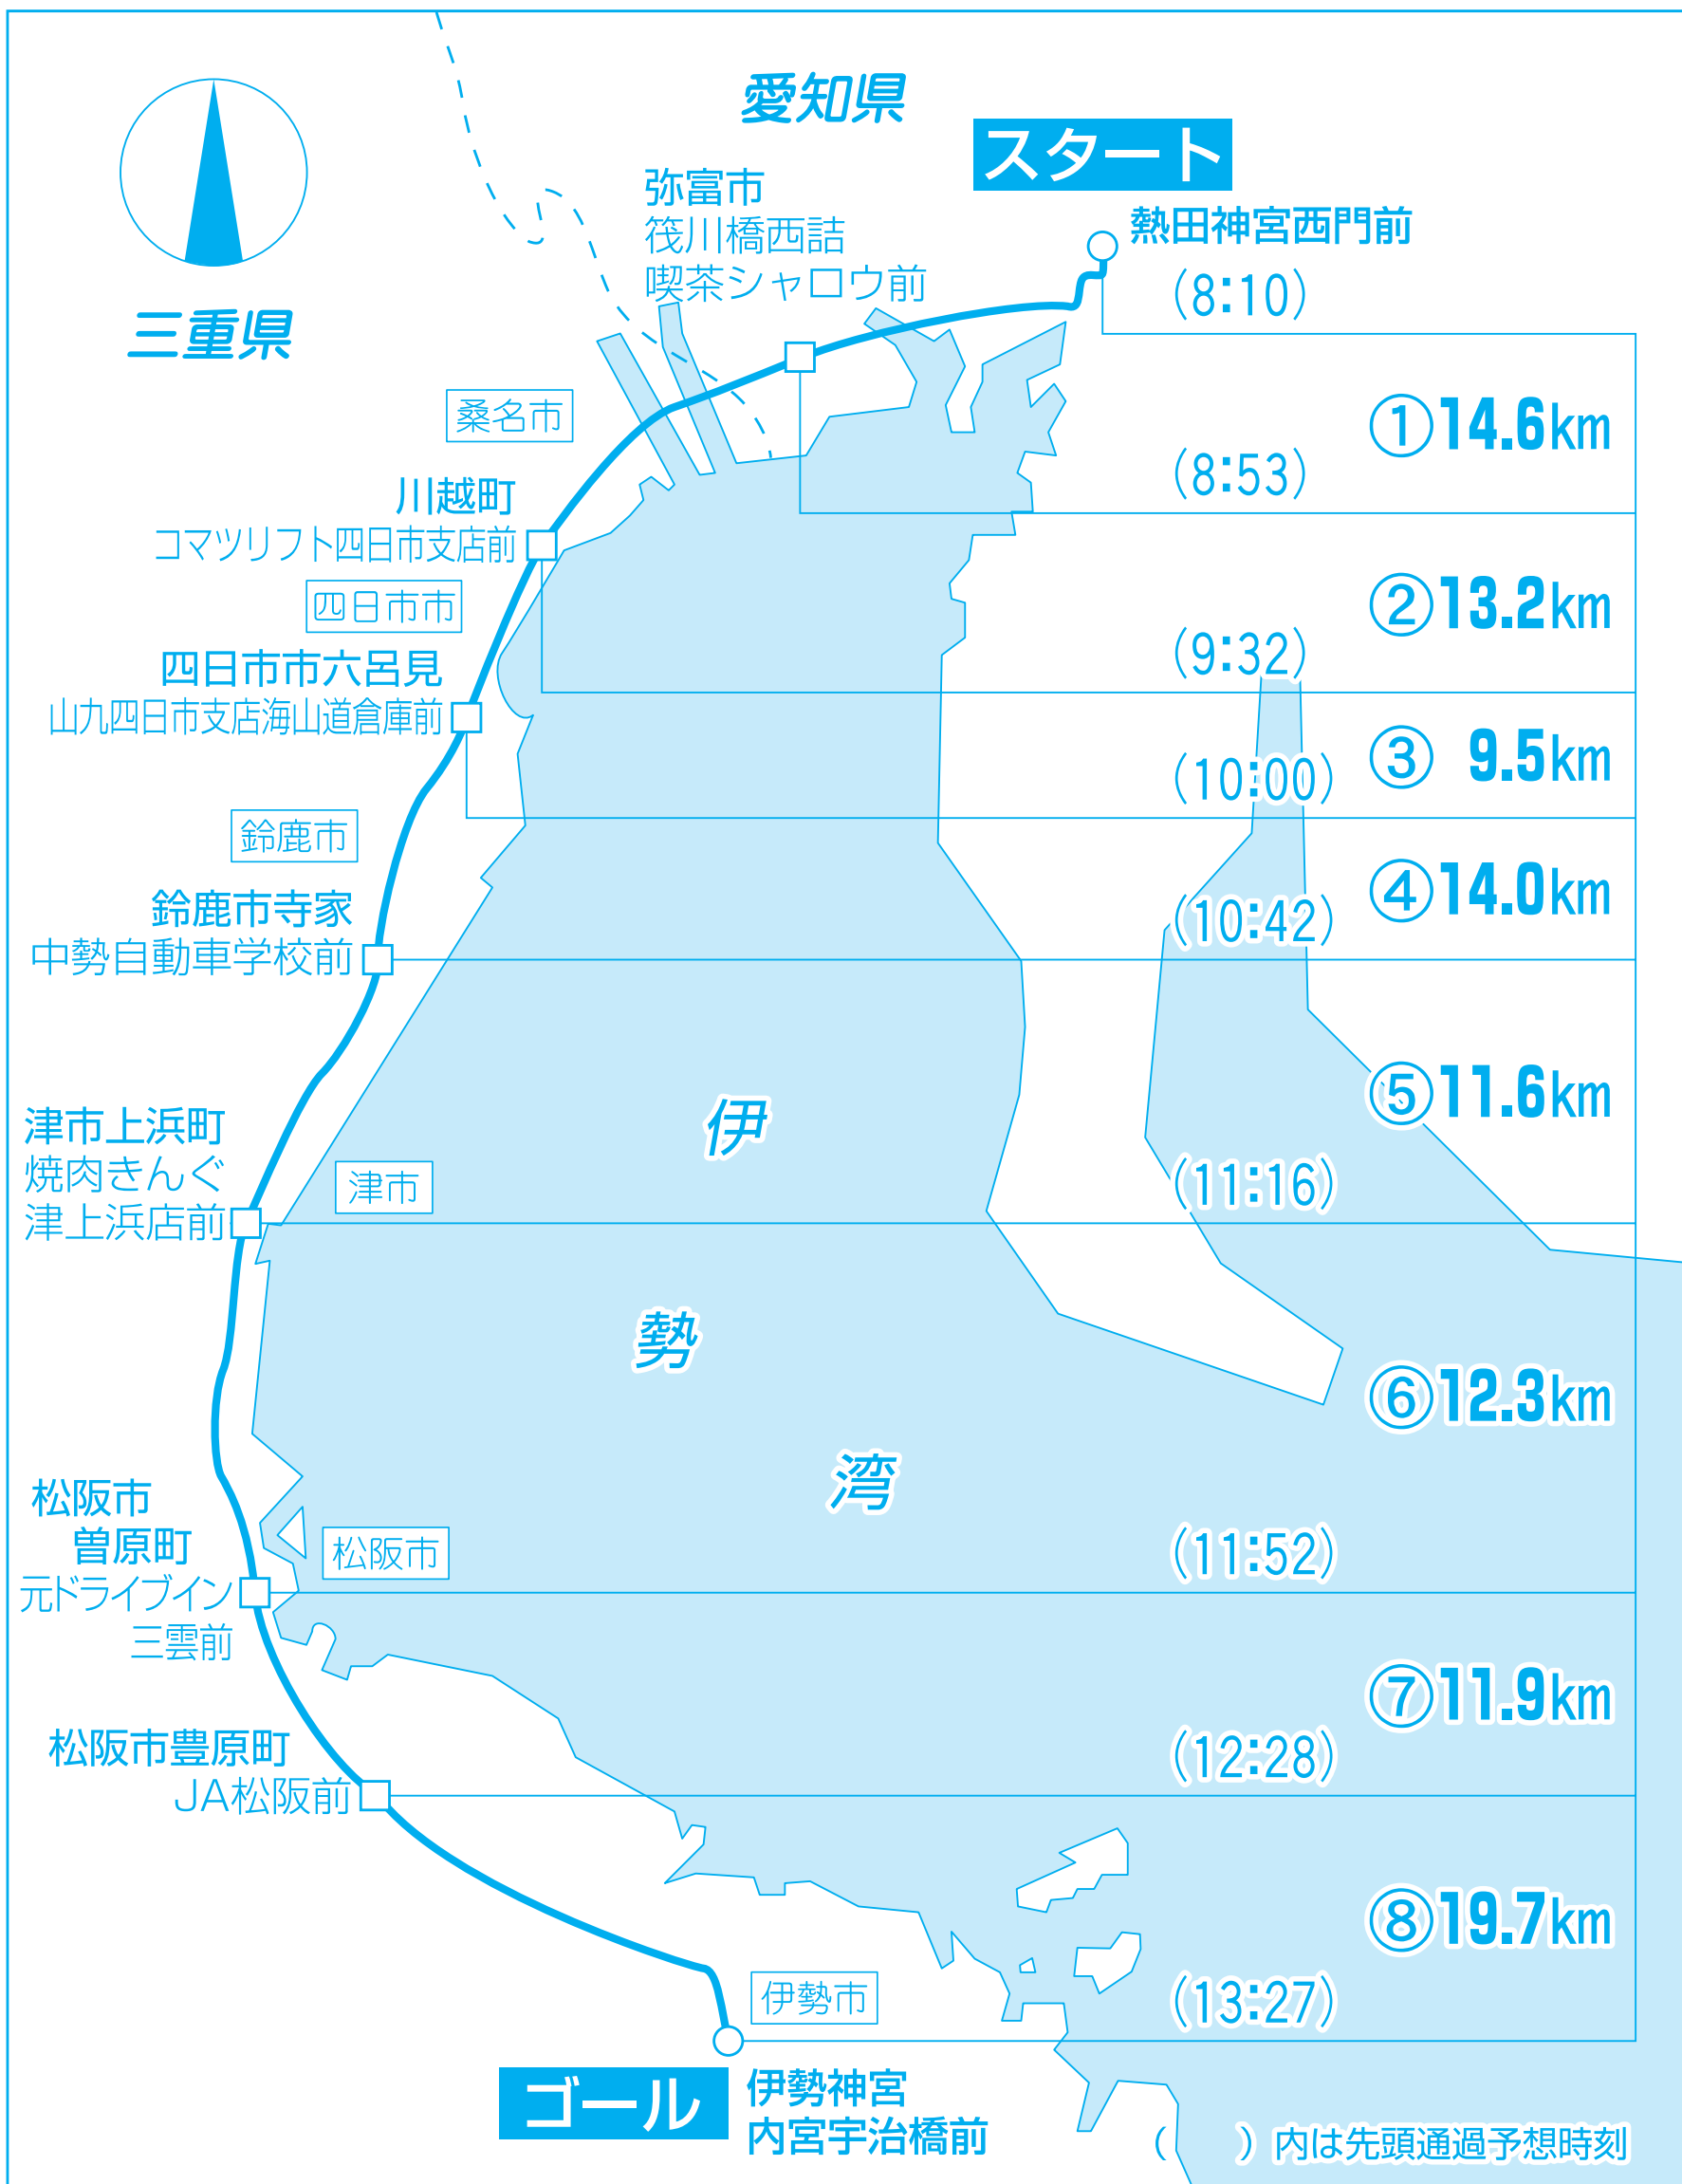 愛知県
三重県
スタート
熱田神宮西門前
(8:10)
弥富市
筏川橋西詰
喫茶シャロウ前
①14.6km
(8:53)
桑名市
川越町
コマツリフト四日市支店前
②13.2km
(9:32)
四日市市
四日市市六呂見
山九四日市支店海山道倉庫前
③ 9.5km
(10:00)
鈴鹿市
鈴鹿市寺家
中勢自動車学校前
④14.0km
(10:42)
津市上浜町
焼肉きんぐ
津上浜店前
津市
⑤11.6km
(11:16)
伊
勢
湾
⑥12.3km
(11:52)
松阪市
曽原町
元ドライブイン
三雲前
松阪市
⑦11.9km
(12:28)
松阪市豊原町
JA松阪前
⑧19.7km
(13:27)
伊勢市
ゴール
伊勢神宮
内宮宇治橋前
(　　)内は先頭通過予想時刻